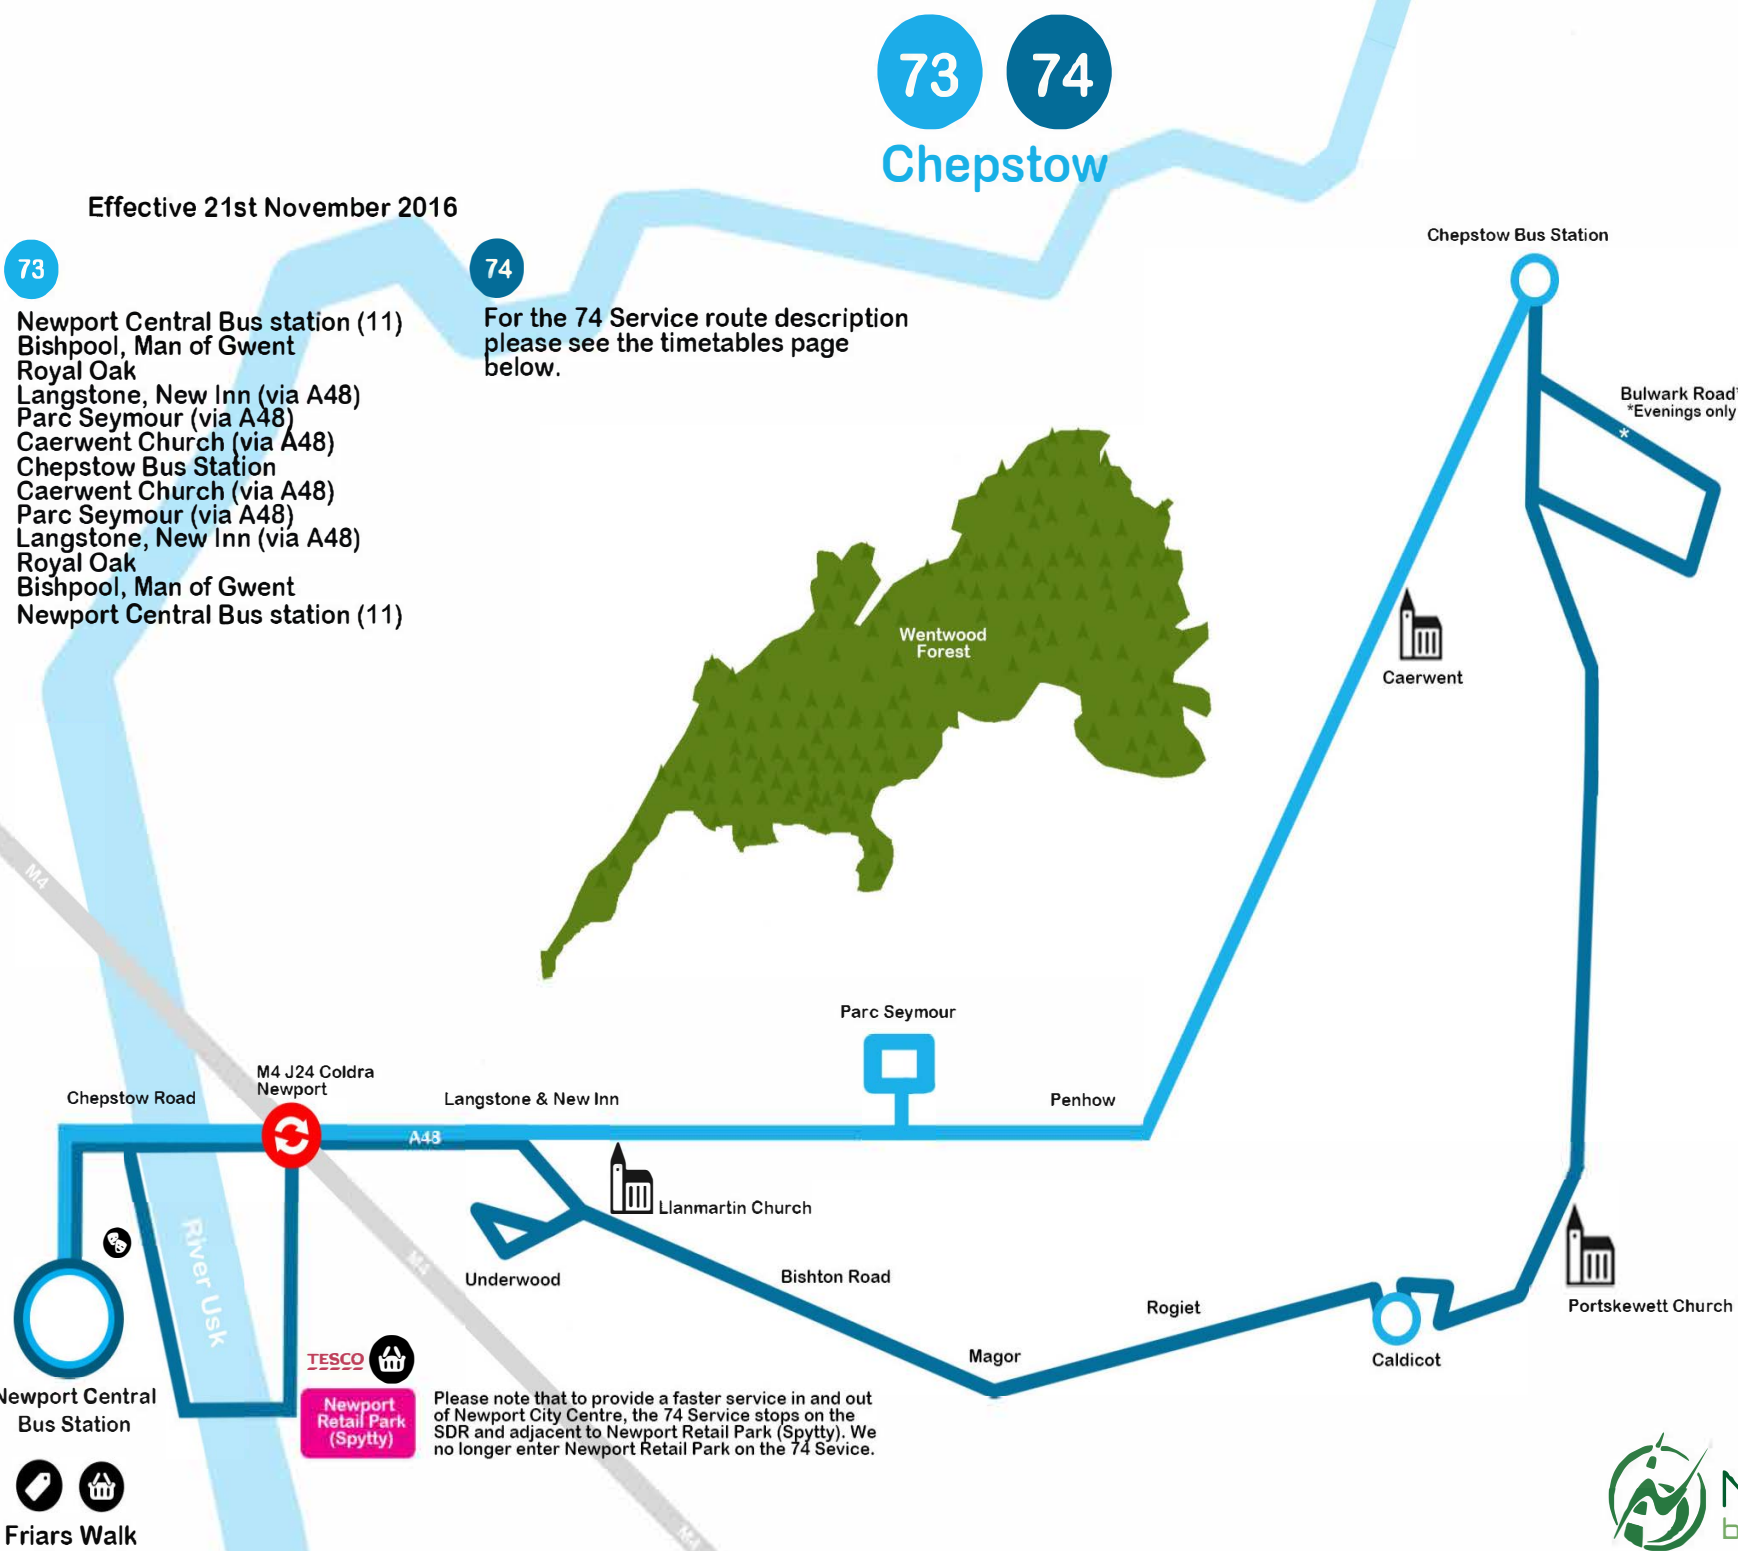 73 74
Chepstow
Effective 21st November 2016
73
Newport Central Bus station (11)
Bishpool, Man of Gwent
Royal Oak
Langstone, New Inn (via A48)
Parc Seymour (via A48)
Caerwent Church (via A48)
Chepstow Bus Station
Caerwent Church (via A48)
Parc Seymour (via A48)
Langstone, New Inn (via A48)
Royal Oak
Bishpool, Man of Gwent
Newport Central Bus station (11)
74
For the 74 Service route description
please see the timetables page
below.
Chepstow Bus Station
Bulwark Road*
*Evenings only
*
Wentwood
Forest
Caerwent
M4
Parc Seymour
M4 J24 Coldra
Newport
Chepstow Road
Langstone & New Inn
Penhow
A48
Llanmartin Church
River Usk
M4
Underwood
Bishton Road
Rogiet
Portskewett Church
Magor
Caldicot
TESCO
Newport
Retail Park
(Spytty)
Please note that to provide a faster service in and out
of Newport City Centre, the 74 Service stops on the
SDR and adjacent to Newport Retail Park (Spytty). We
no longer enter Newport Retail Park on the 74 Sevice.
Newport Central
Bus Station
Friars Walk
M4